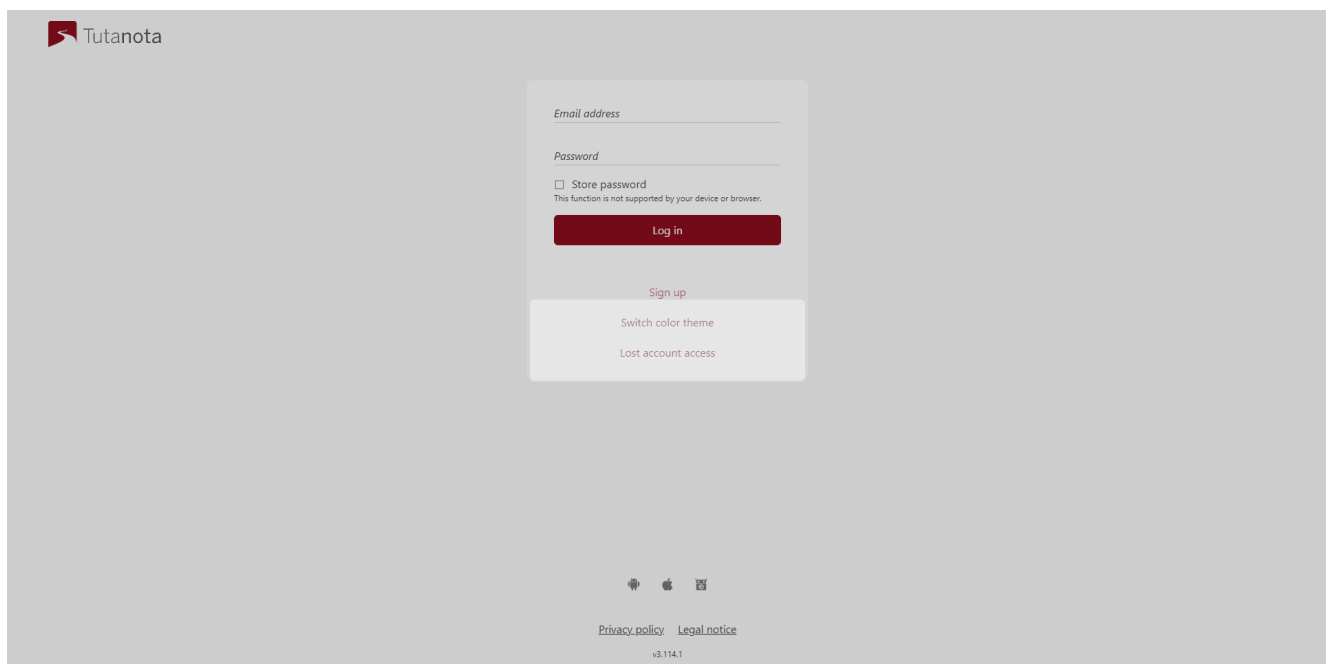 Tutanota
Email address
Password
Store password
This function is not supported by your device or browser.
Log in
Sign up
Switch color theme
Lost account access
Privacy policy Legal notice
v3.114.1